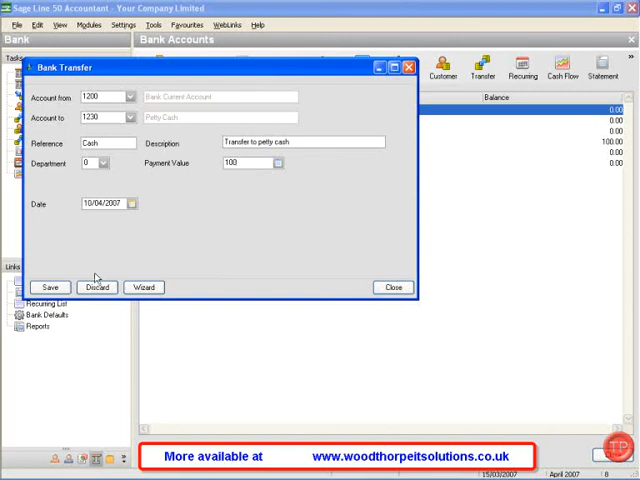 Sage Line 50 Accountant - Your Company Limited
File Edit View Modules Settings Tools Favourites WebLinks Help
Bank
Bank Accounts
Tasks
Bank Transfer
Customer Transfer Recurring Cash Flow Statement
Balance
Account from 1200 Bank Current Account
0.00
Account to 1230 Petty Cash
0.00
0.00
Reference Cash Description Transfer to petty cash
100.00
0.00
Department 0 Payment Value 100
0.00
Date 10/04/2007
Links
Save Discard Wizard Close
Recurring List
Bank Defaults
Reports
More available at www.woodthorpeitsolutions.co.uk
TP
15/03/2007 April 2007 8